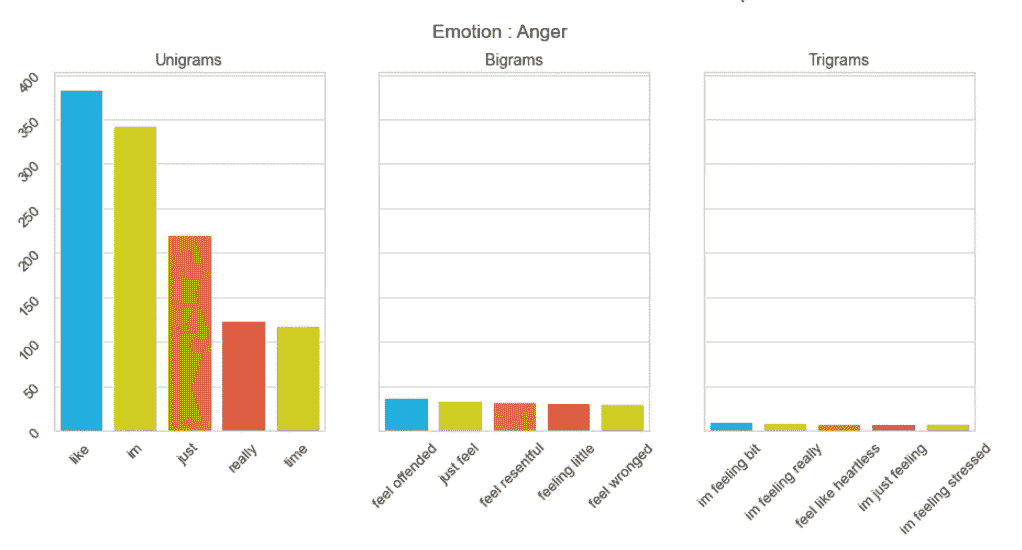 Emotion : Anger
Unigrams
Bigrams
Trigrams
400
350
300
250
200
150
100
50
0
like
im
just
really
time
feel offended
just feel
feel resentful
feeling little
feel wronged
im feeling bit
im feeling really
feel like heartless
im just feeling
im feeling stressed